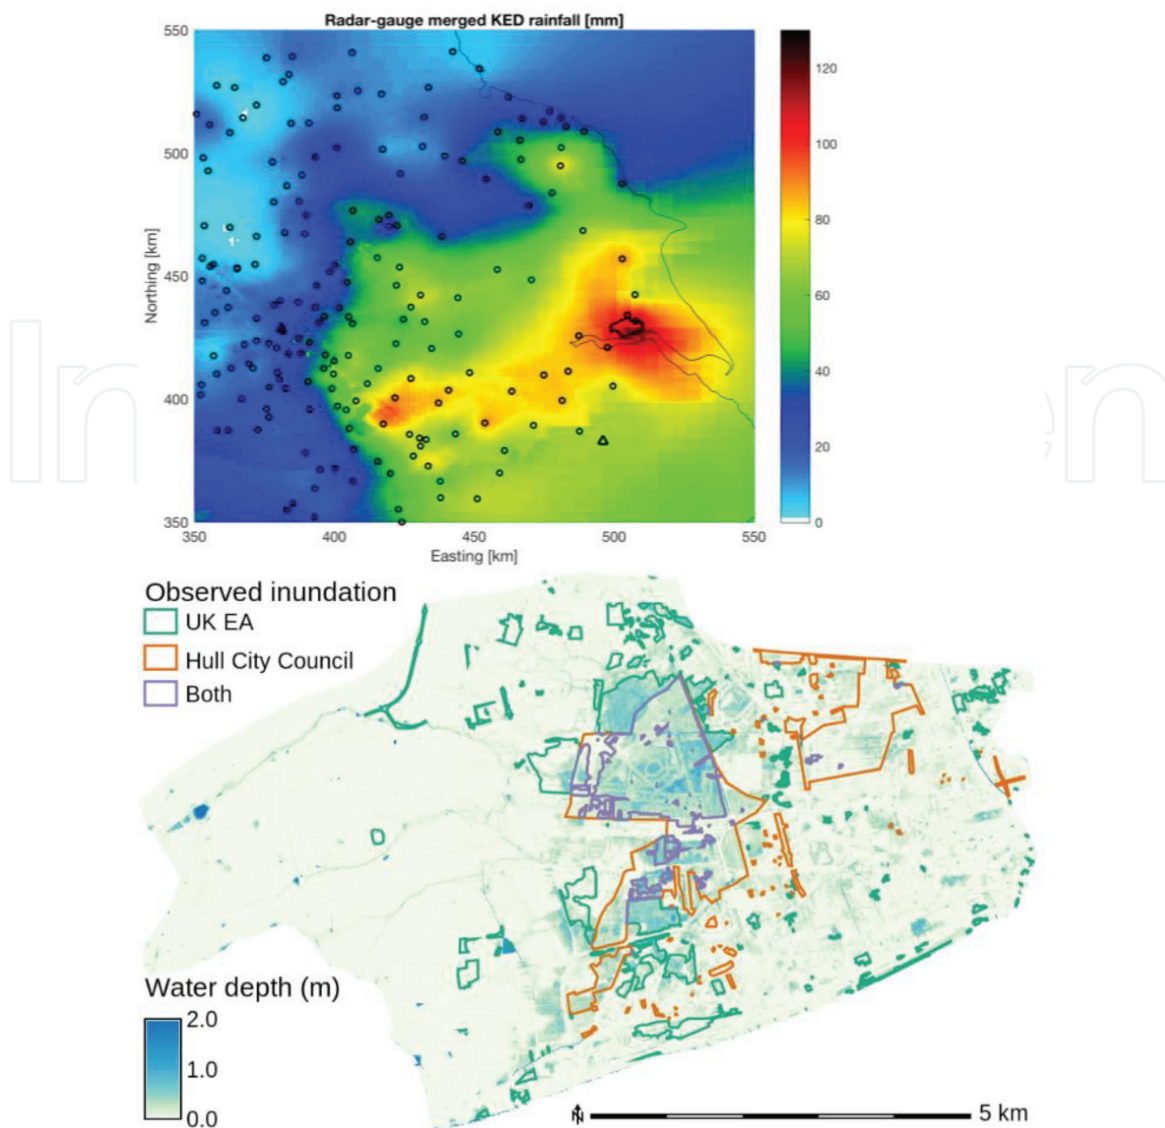 Radar-gauge merged KED rainfall [mm]
550
500
450
400
350
Northing [km]
350 400 450 500 550
Easting [km]
120
100
80
60
40
20
0
In
en
Observed inundation
UK EA
Hull City Council
Both
Water depth (m)
2.0
1.0
0.0
N
5 km